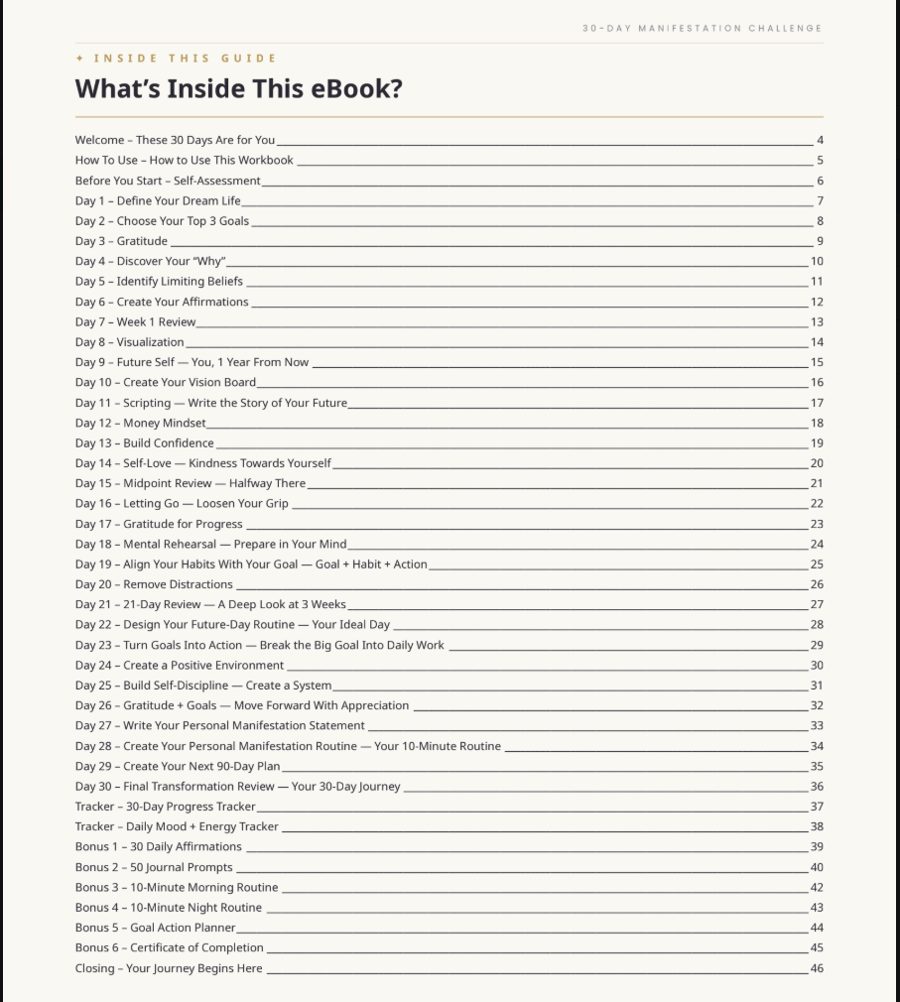 30-DAY MANIFESTATION CHALLENGE
✦ INSIDE THIS GUIDE
What's Inside This eBook?
Welcome – These 30 Days Are for You 4
How To Use – How to Use This Workbook 5
Before You Start – Self-Assessment 6
Day 1 – Define Your Dream Life 7
Day 2 – Choose Your Top 3 Goals 8
Day 3 – Gratitude 9
Day 4 – Discover Your “Why” 10
Day 5 – Identify Limiting Beliefs 11
Day 6 – Create Your Affirmations 12
Day 7 – Week 1 Review 13
Day 8 – Visualization 14
Day 9 – Future Self — You, 1 Year From Now 15
Day 10 – Create Your Vision Board 16
Day 11 – Scripting — Write the Story of Your Future 17
Day 12 – Money Mindset 18
Day 13 – Build Confidence 19
Day 14 – Self-Love — Kindness Towards Yourself 20
Day 15 – Midpoint Review — Halfway There 21
Day 16 – Letting Go — Loosen Your Grip 22
Day 17 – Gratitude for Progress 23
Day 18 – Mental Rehearsal — Prepare in Your Mind 24
Day 19 – Align Your Habits With Your Goal — Goal + Habit + Action 25
Day 20 – Remove Distractions 26
Day 21 – 21-Day Review — A Deep Look at 3 Weeks 27
Day 22 – Design Your Future-Day Routine — Your Ideal Day 28
Day 23 – Turn Goals Into Action — Break the Big Goal Into Daily Work 29
Day 24 – Create a Positive Environment 30
Day 25 – Build Self-Discipline — Create a System 31
Day 26 – Gratitude + Goals — Move Forward With Appreciation 32
Day 27 – Write Your Personal Manifestation Statement 33
Day 28 – Create Your Personal Manifestation Routine — Your 10-Minute Routine 34
Day 29 – Create Your Next 90-Day Plan 35
Day 30 – Final Transformation Review — Your 30-Day Journey 36
Tracker – 30-Day Progress Tracker 37
Tracker – Daily Mood + Energy Tracker 38
Bonus 1 – 30 Daily Affirmations 39
Bonus 2 – 50 Journal Prompts 40
Bonus 3 – 10-Minute Morning Routine 42
Bonus 4 – 10-Minute Night Routine 43
Bonus 5 – Goal Action Planner 44
Bonus 6 – Certificate of Completion 45
Closing – Your Journey Begins Here 46